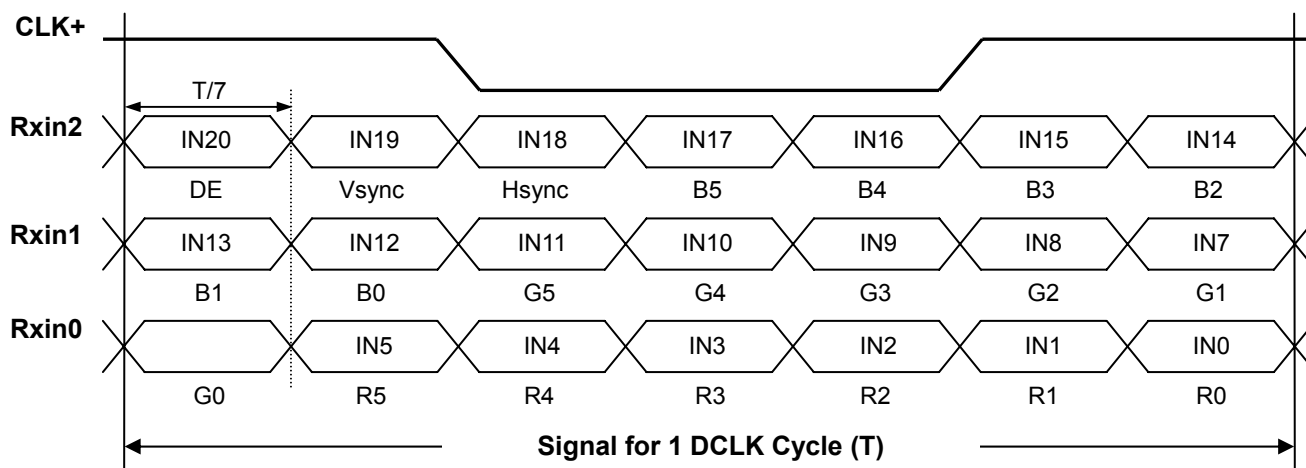 CLK+
T/7
Rxin2 IN20 IN19 IN18 IN17 IN16 IN15 IN14
DE Vsync Hsync B5 B4 B3 B2
Rxin1 IN13 IN12 IN11 IN10 IN9 IN8 IN7
B1 B0 G5 G4 G3 G2 G1
Rxin0 IN5 IN4 IN3 IN2 IN1 IN0
G0 R5 R4 R3 R2 R1 R0
Signal for 1 DCLK Cycle (T)